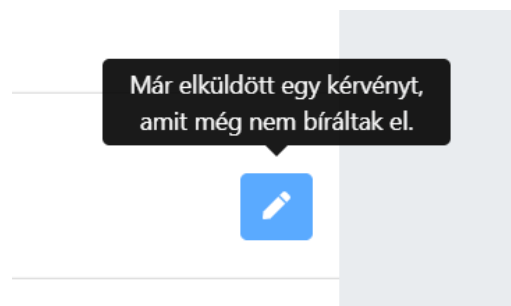 Már elküldött egy kérvényt,
amit még nem bíráltak el.